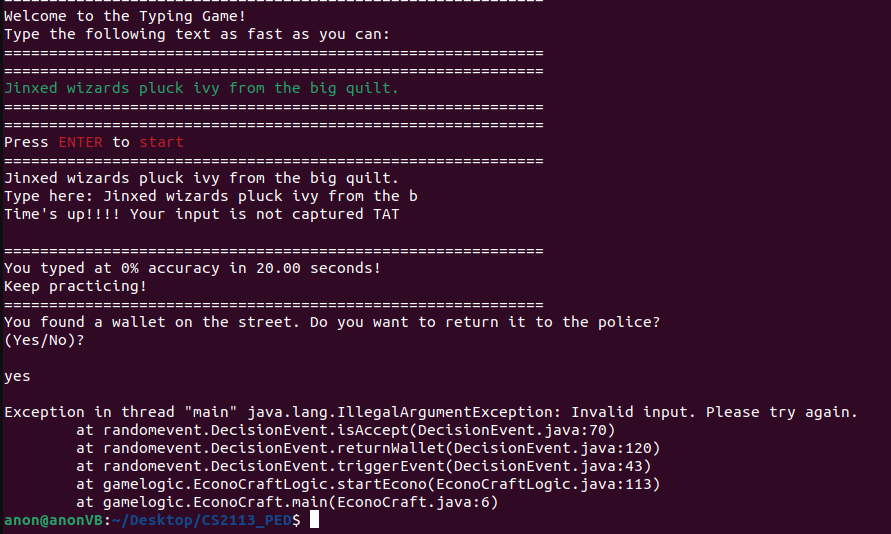 ============================================================
Welcome to the Typing Game!
Type the following text as fast as you can:
============================================================
============================================================
Jinxed wizards pluck ivy from the big quilt.
============================================================
============================================================
Press ENTER to start
============================================================
Jinxed wizards pluck ivy from the big quilt.
Type here: Jinxed wizards pluck ivy from the b
Time's up!!!! Your input is not captured TAT
============================================================
You typed at 0% accuracy in 20.00 seconds!
Keep practicing!
============================================================
You found a wallet on the street. Do you want to return it to the police?
(Yes/No)?
yes
Exception in thread "main" java.lang.IllegalArgumentException: Invalid input. Please try again.
at randomevent.DecisionEvent.isAccept(DecisionEvent.java:70)
at randomevent.DecisionEvent.returnWallet(DecisionEvent.java:120)
at randomevent.DecisionEvent.triggerEvent(DecisionEvent.java:43)
at gamelogic.EconoCraftLogic.startEcono(EconoCraftLogic.java:113)
at gamelogic.EconoCraft.main(EconoCraft.java:6)
anon@anonVB:~/Desktop/CS2113_PED$